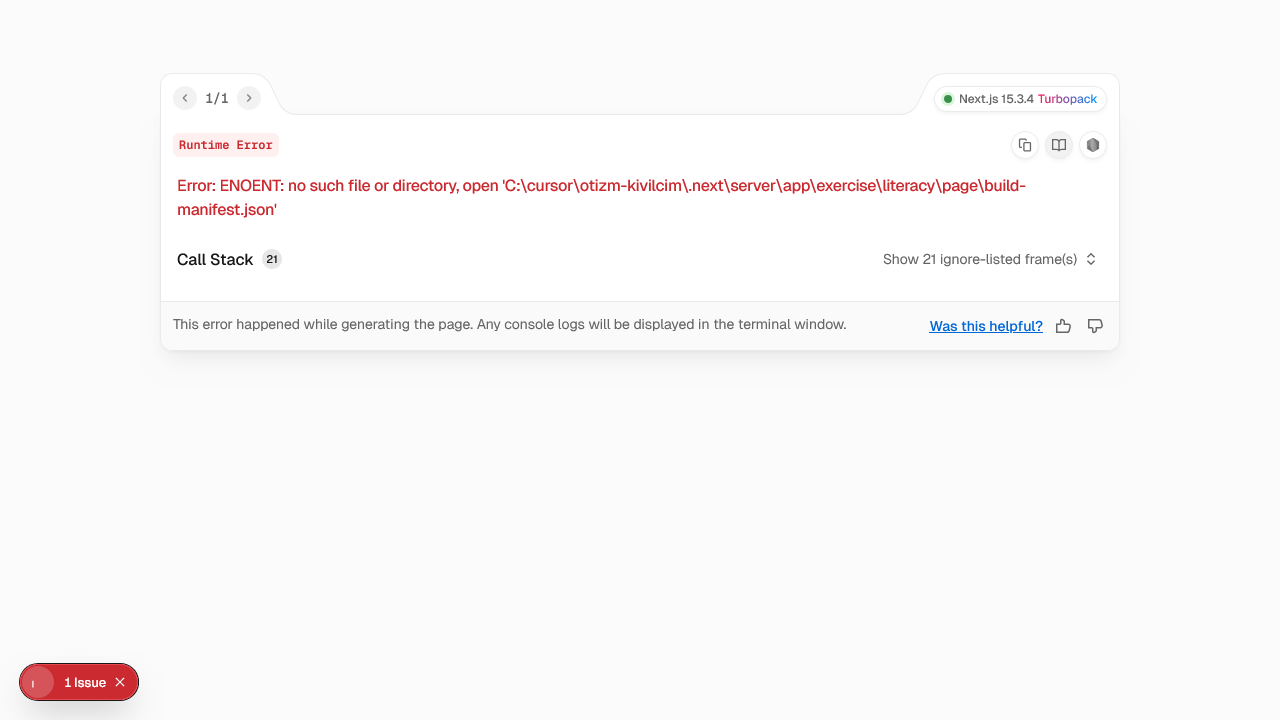 1/1
Next.js 15.3.4 Turbopack
Runtime Error
Error: ENOENT: no such file or directory, open 'C:\cursor\otizm-kivilcim\.next\server\app\exercise\literacy\page\build-
manifest.json'
Call Stack 21
Show 21 ignore-listed frame(s)
This error happened while generating the page. Any console logs will be displayed in the terminal window.
Was this helpful?
1 Issue